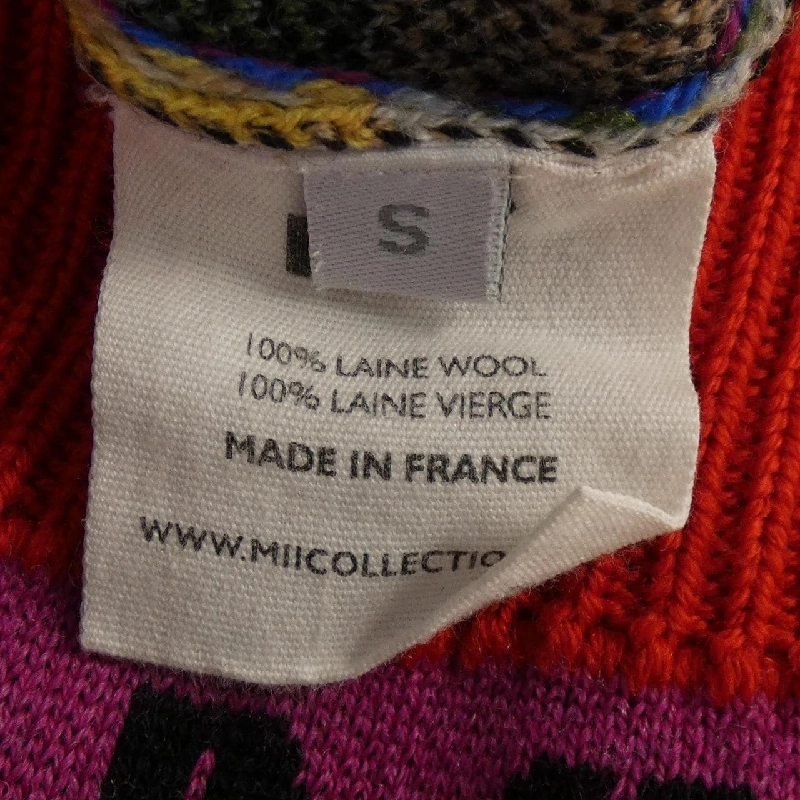 S
100% LAINE WOOL
100% LAINE VIERGE
MADE IN FRANCE